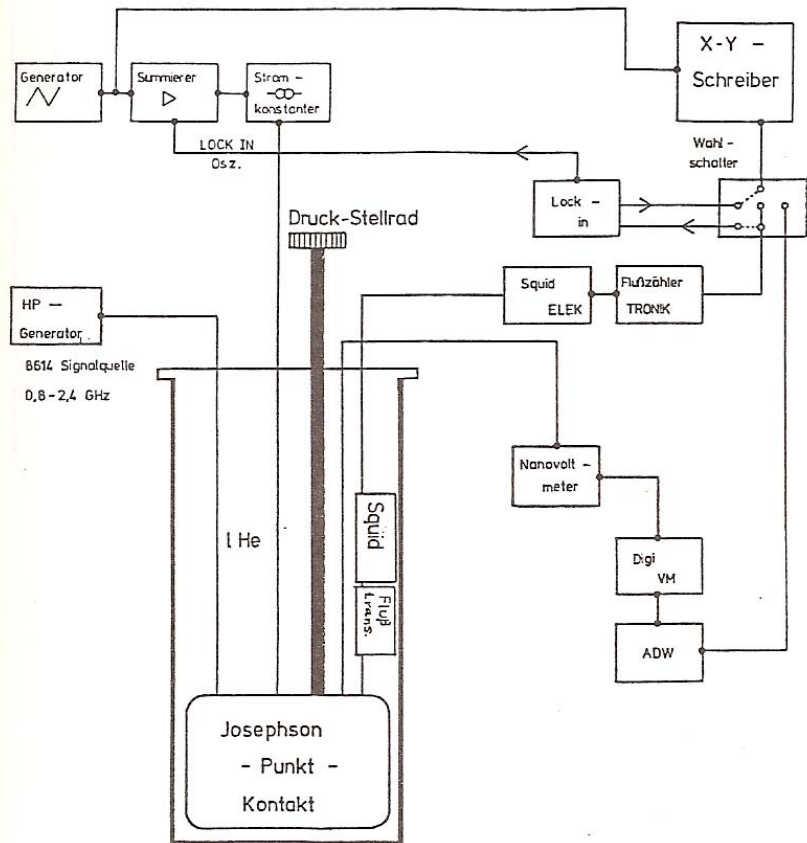 X-Y -
Schreiber
Generator
Summierer
Strom -
konstanter
LOCK IN
Osz.
Wahl -
schalter
Lock -
in
Druck-Stellrad
Squid
ELEK
Flußzähler
TRONIK
HP -
Generator
8614 Signalquelle
0,8-2,4 GHz
Nanovolt -
meter
Squid
l He
Digi
VM
Fluß
trans.
ADW
Josephson
- Punkt -
Kontakt